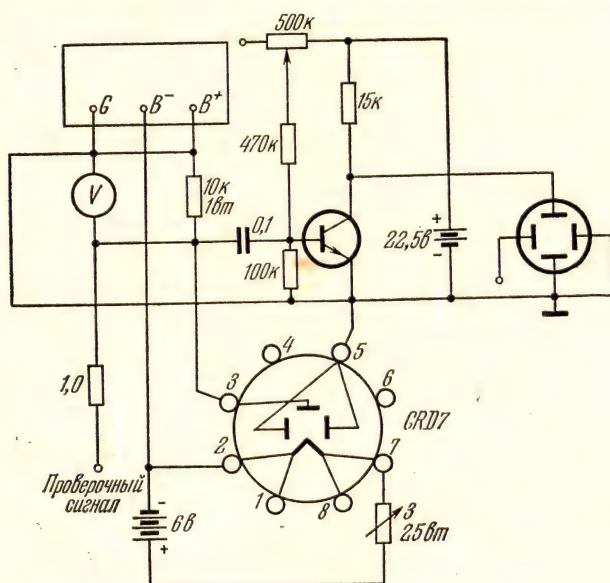 500к
G
B⁻
B⁺
15к
470к
V
10к
1вт
0,1
+
22,5в
-
100к
4
5
1,0
3
6
GRD7
2
7
Проверочный
сигнал
1
8
-
6в
+
3
25вт